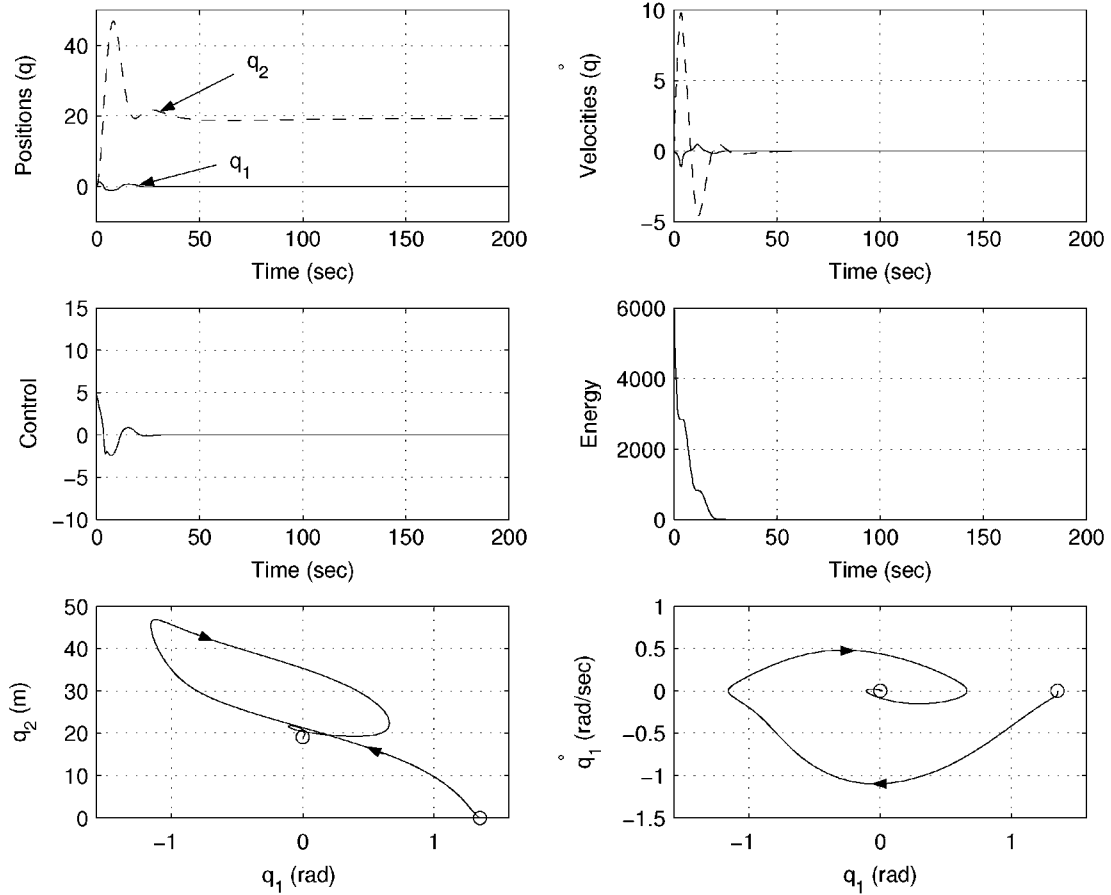 Positions (q)
40
20
0
q2
q1
0 50 100 150 200
Time (sec)
Velocities (q̊)
10
5
0
−5
0 50 100 150 200
Time (sec)
Control
15
10
5
0
−5
−10
0 50 100 150 200
Time (sec)
Energy
6000
4000
2000
0
0 50 100 150 200
Time (sec)
q2 (m)
50
40
30
20
10
0
−1 0 1
q1 (rad)
q̊1 (rad/sec)
1
0.5
0
−0.5
−1
−1.5
−1 0 1
q1 (rad)